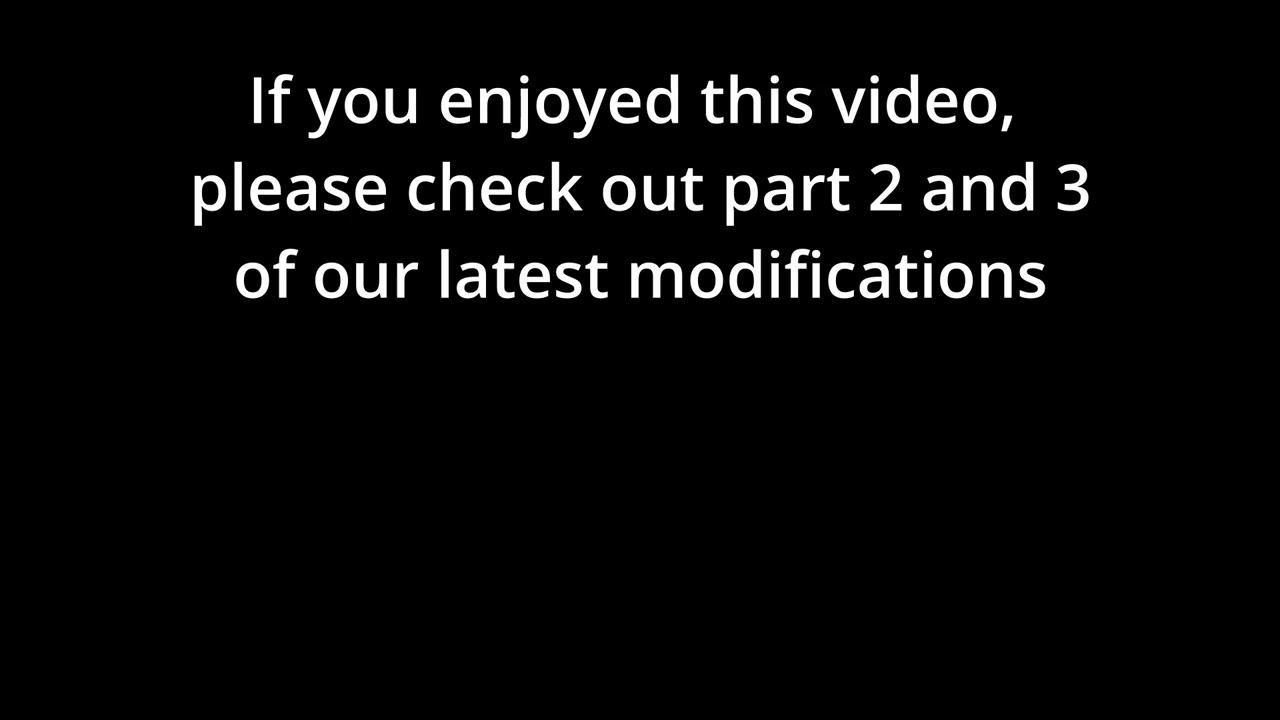 If you enjoyed this video,
please check out part 2 and 3
of our latest modifications